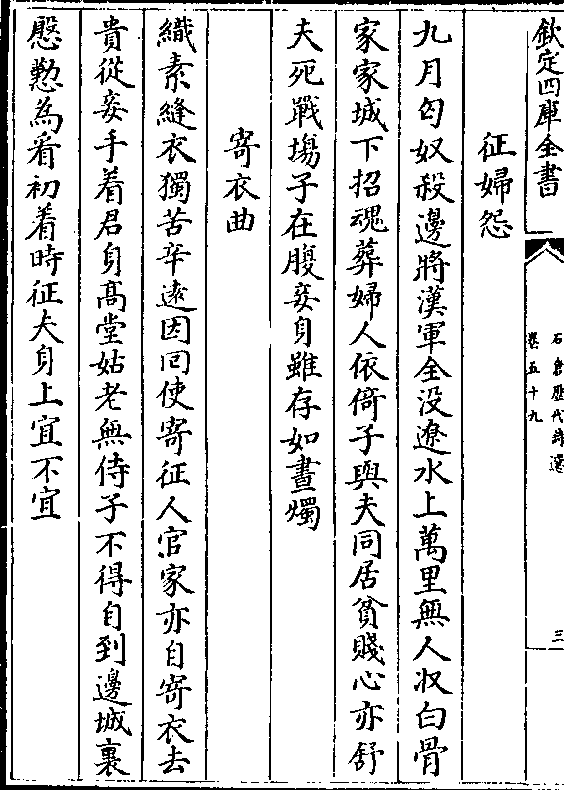 欽定四庫全書
石倉歷代詩選
卷五十九
三
征婦怨
九月匈奴殺邊將漢軍全没遼水上萬里無人收白骨
家家城下招魂葬婦人依倚子與夫同居貧賤心亦舒
夫死戰場子在腹妾身雖存如晝燭
寄衣曲
織素縫衣獨苦辛遠因回使寄征人官家亦自寄衣去
貴從妾手着君身髙堂姑老無侍子不得自到邊城裏
慇懃為看初着時征夫身上宜不宜